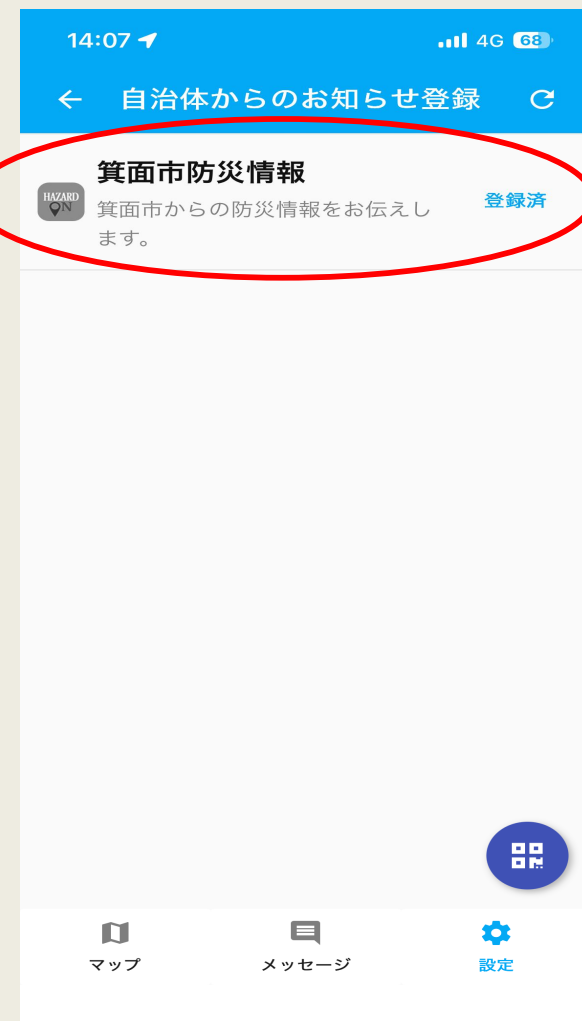 14:07 4G 68
自治体からのお知らせ登録
箕面市防災情報
HAZARD
ON
箕面市からの防災情報をお伝えし
ます。
登録済
マップ メッセージ 設定